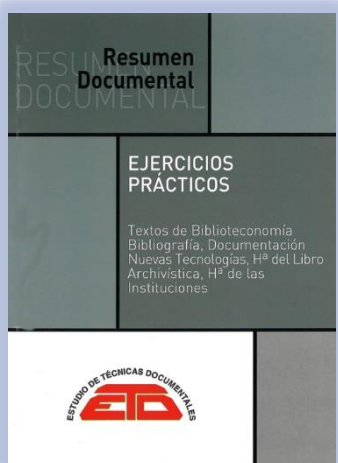 RESUMEN
DOCUMENTAL
Resumen
Documental
EJERCICIOS
PRÁCTICOS
Textos de Biblioteconomía
Bibliografía, Documentación
Nuevas Tecnologías, Hª del Libro
Archivística, Hª de las
Instituciones
ESTUDIO DE TÉCNICAS DOCUMENTALES
ETD